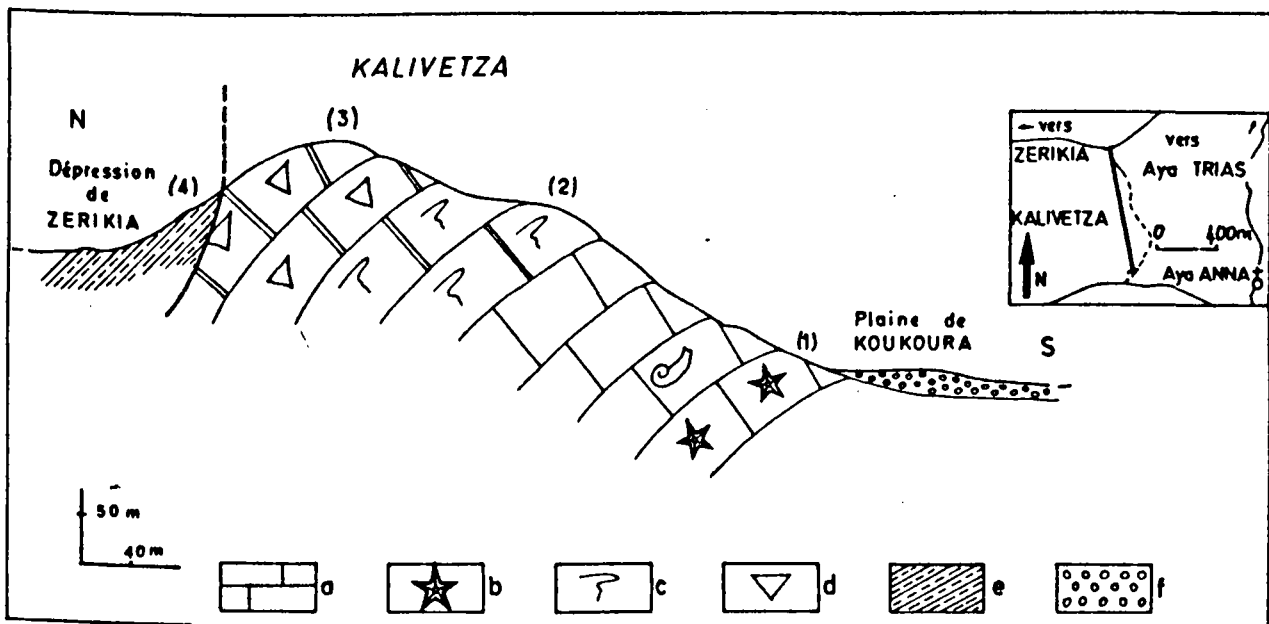 KALIVETZA
N
(3)
Dépression
de
ZERIKIA
(4)
(2)
(1)
Plaine de
KOUKOURA
S
← vers
ZERIKIA
vers
Aya TRIAS
KALIVETZA
N
0 400m
Aya ANNA
50 m
40 m
a b c d e f